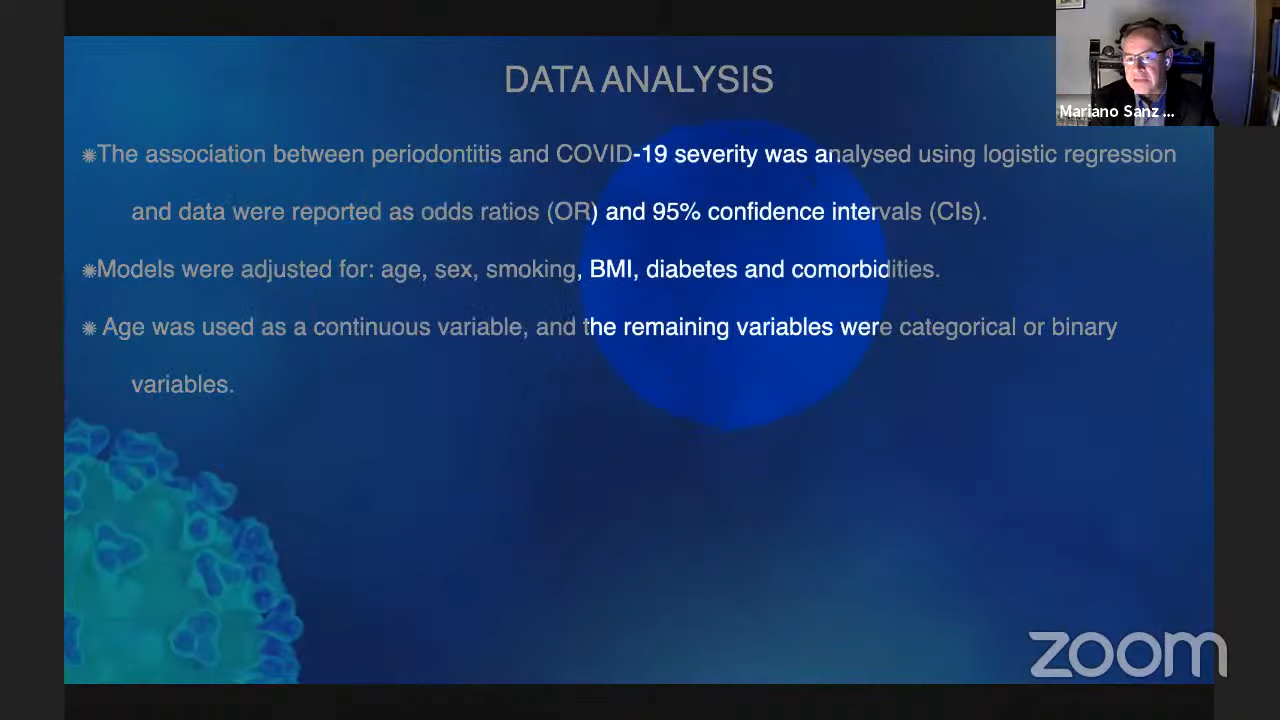 DATA ANALYSIS
Mariano Sanz ...
The association between periodontitis and COVID-19 severity was analysed using logistic regression
and data were reported as odds ratios (OR) and 95% confidence intervals (CIs).
Models were adjusted for: age, sex, smoking, BMI, diabetes and comorbidities.
Age was used as a continuous variable, and the remaining variables were categorical or binary
variables.
zoom